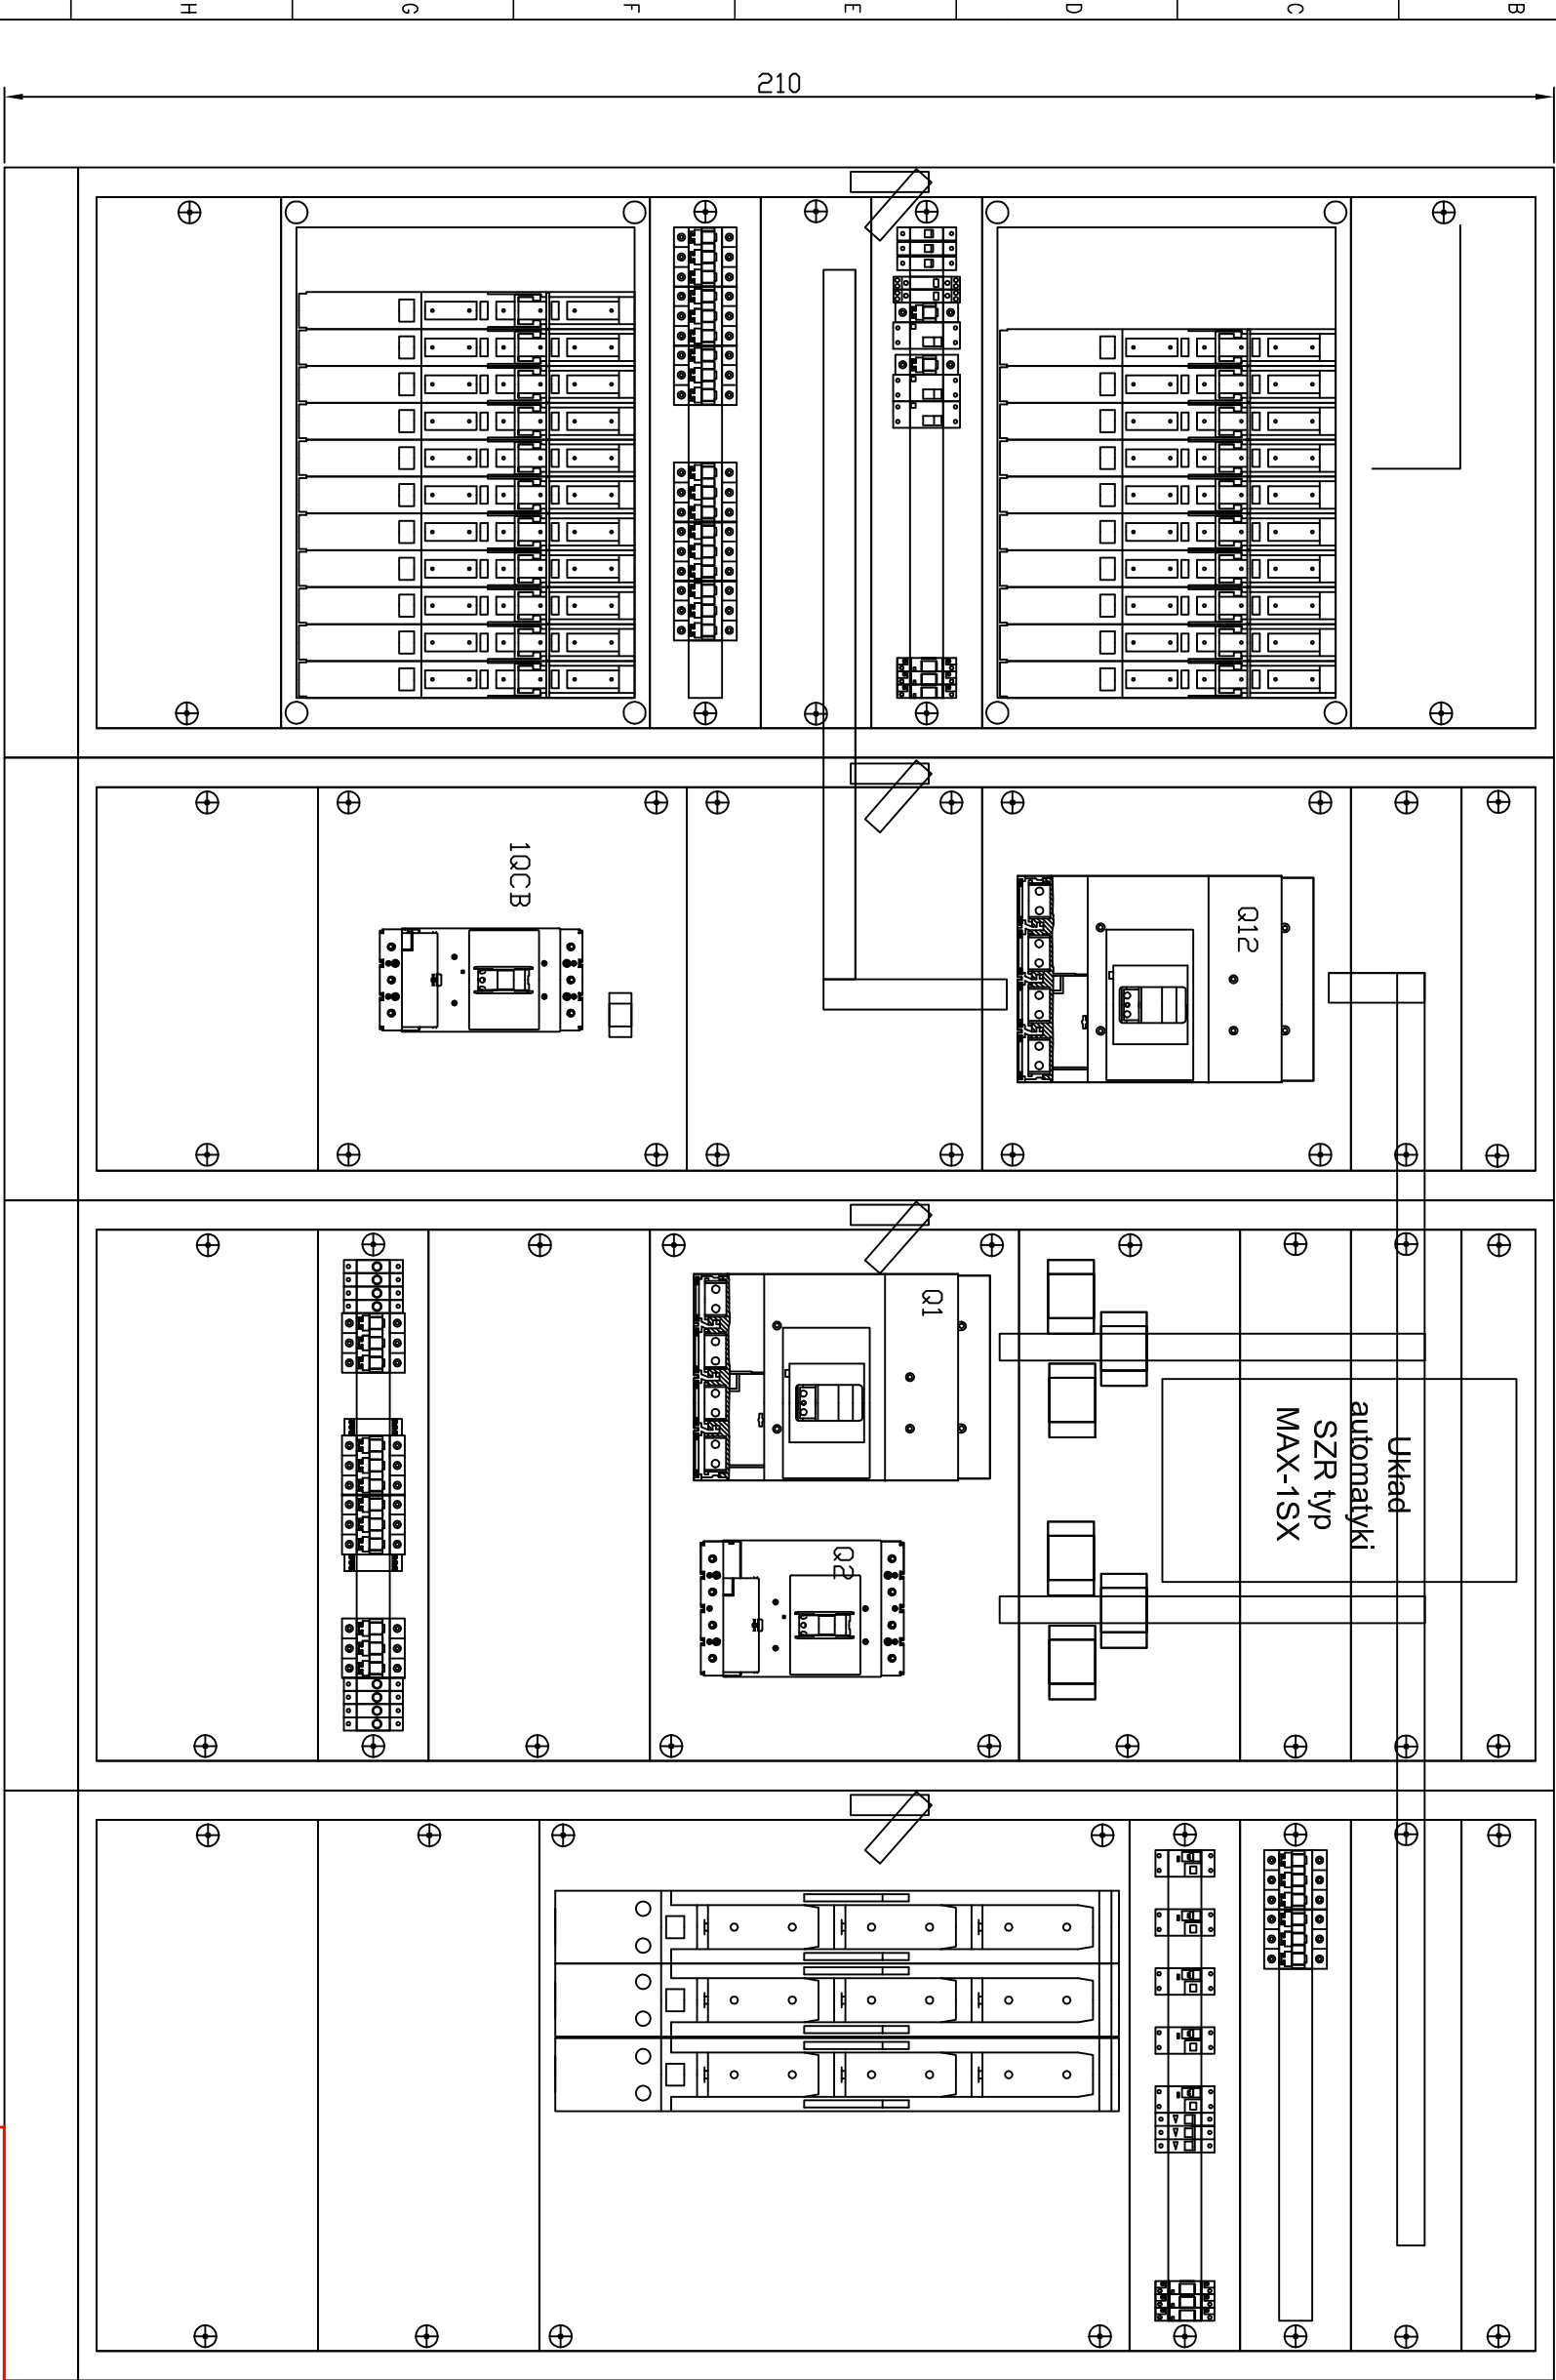 H
G
F
E
D
C
B
210
1QCB
Q12
Q1
Q2
Układ
automatyki
SZR typ
MAX-1SX